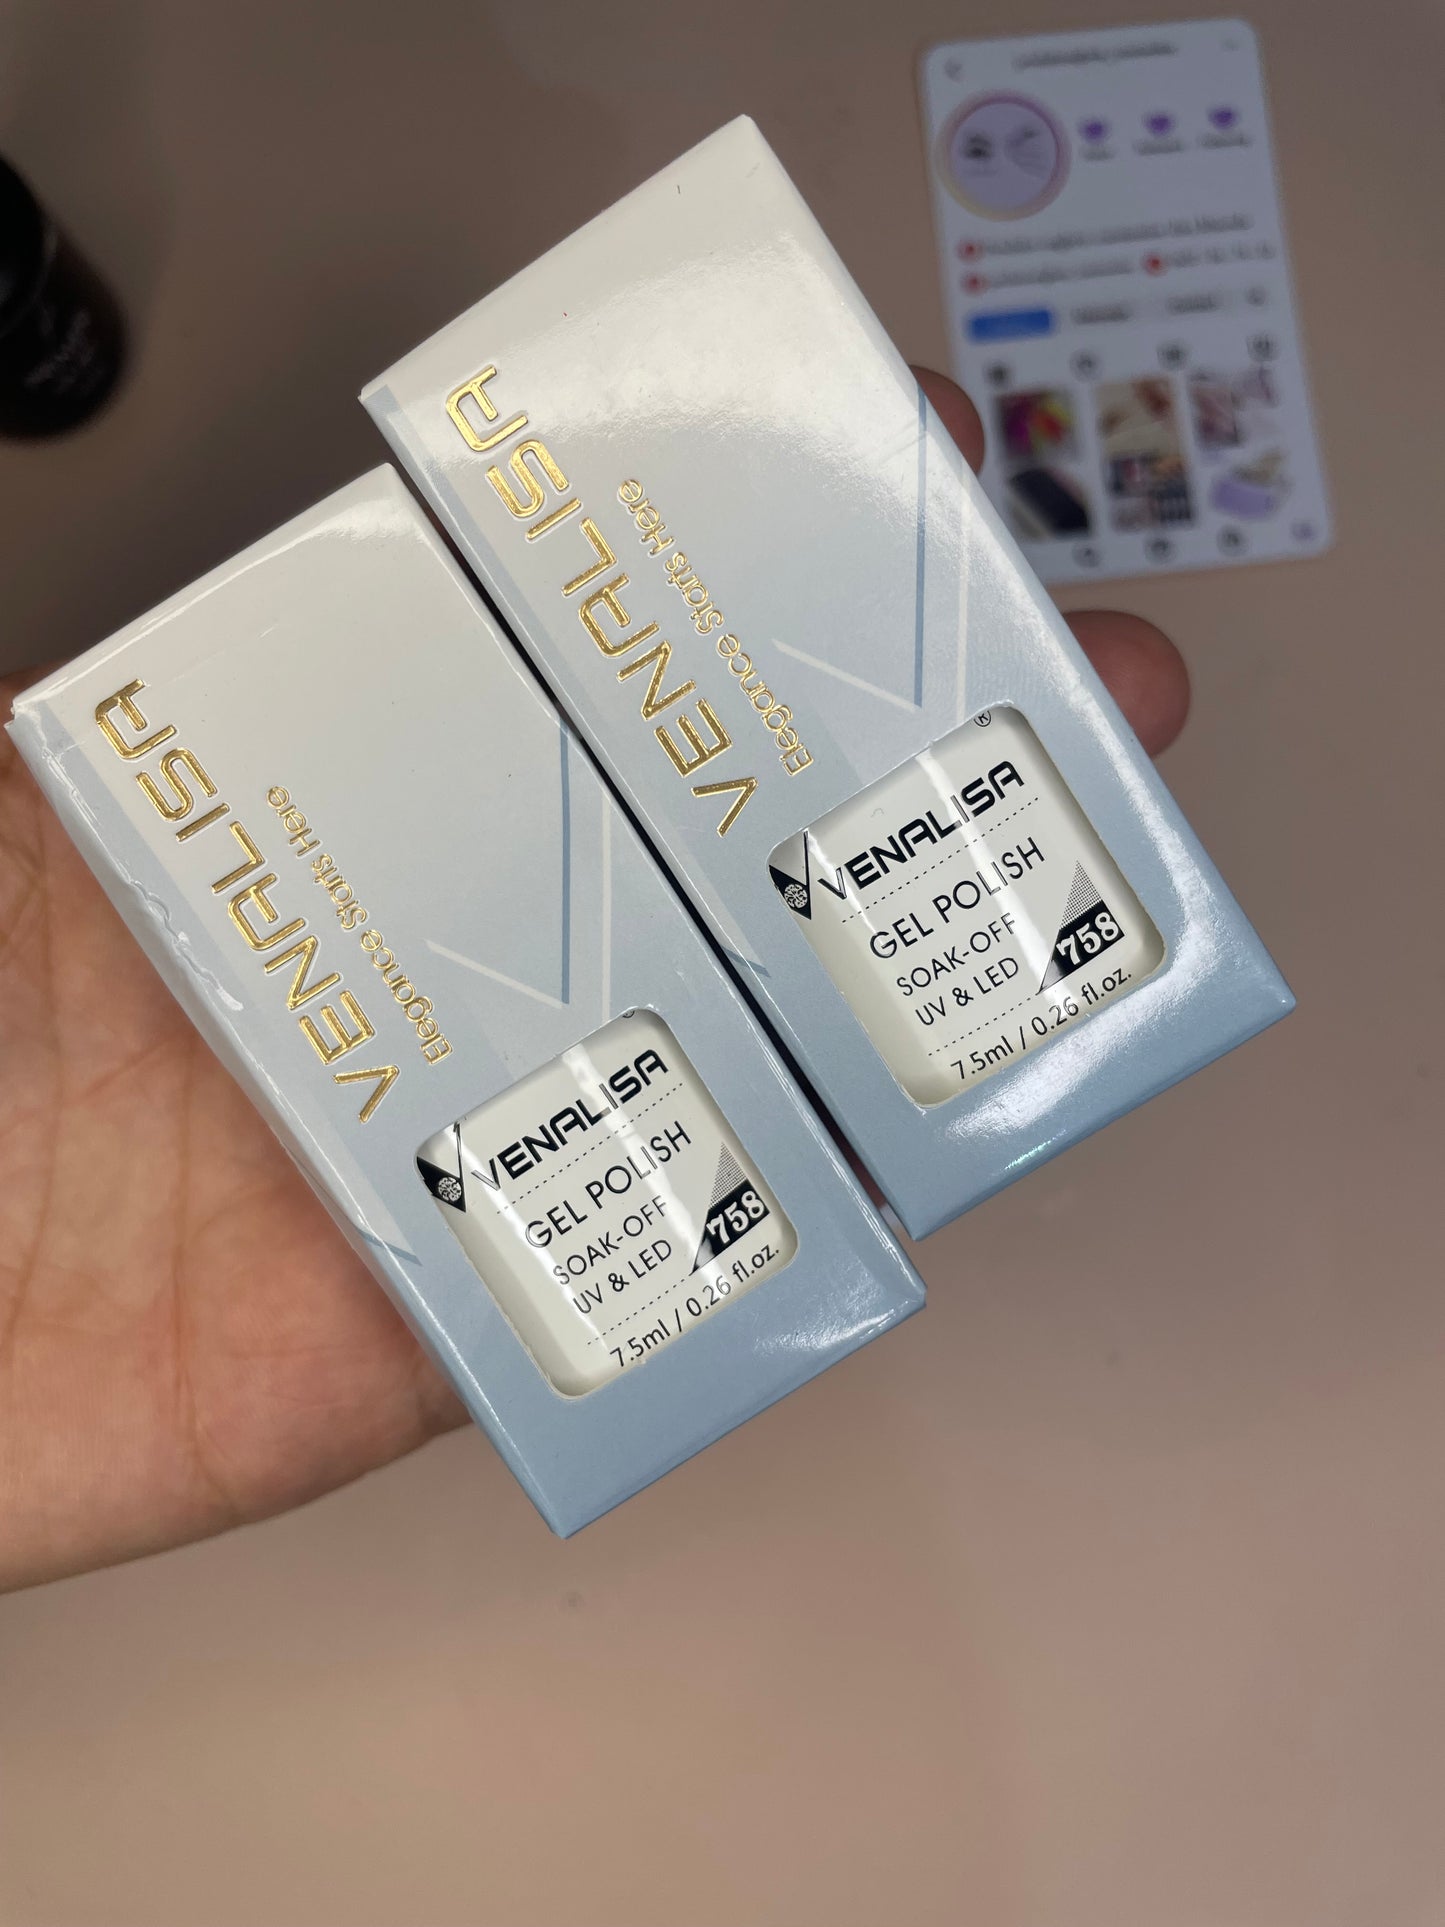 VENALISA
Elegance Starts Here
VENALISA
GEL POLISH
SOAK-OFF
UV & LED
758
7.5ml / 0.26 fl.oz.
VENALISA
Elegance Starts Here
®
VENALISA
GEL POLISH
SOAK-OFF
UV & LED
758
7.5ml / 0.26 fl.oz.